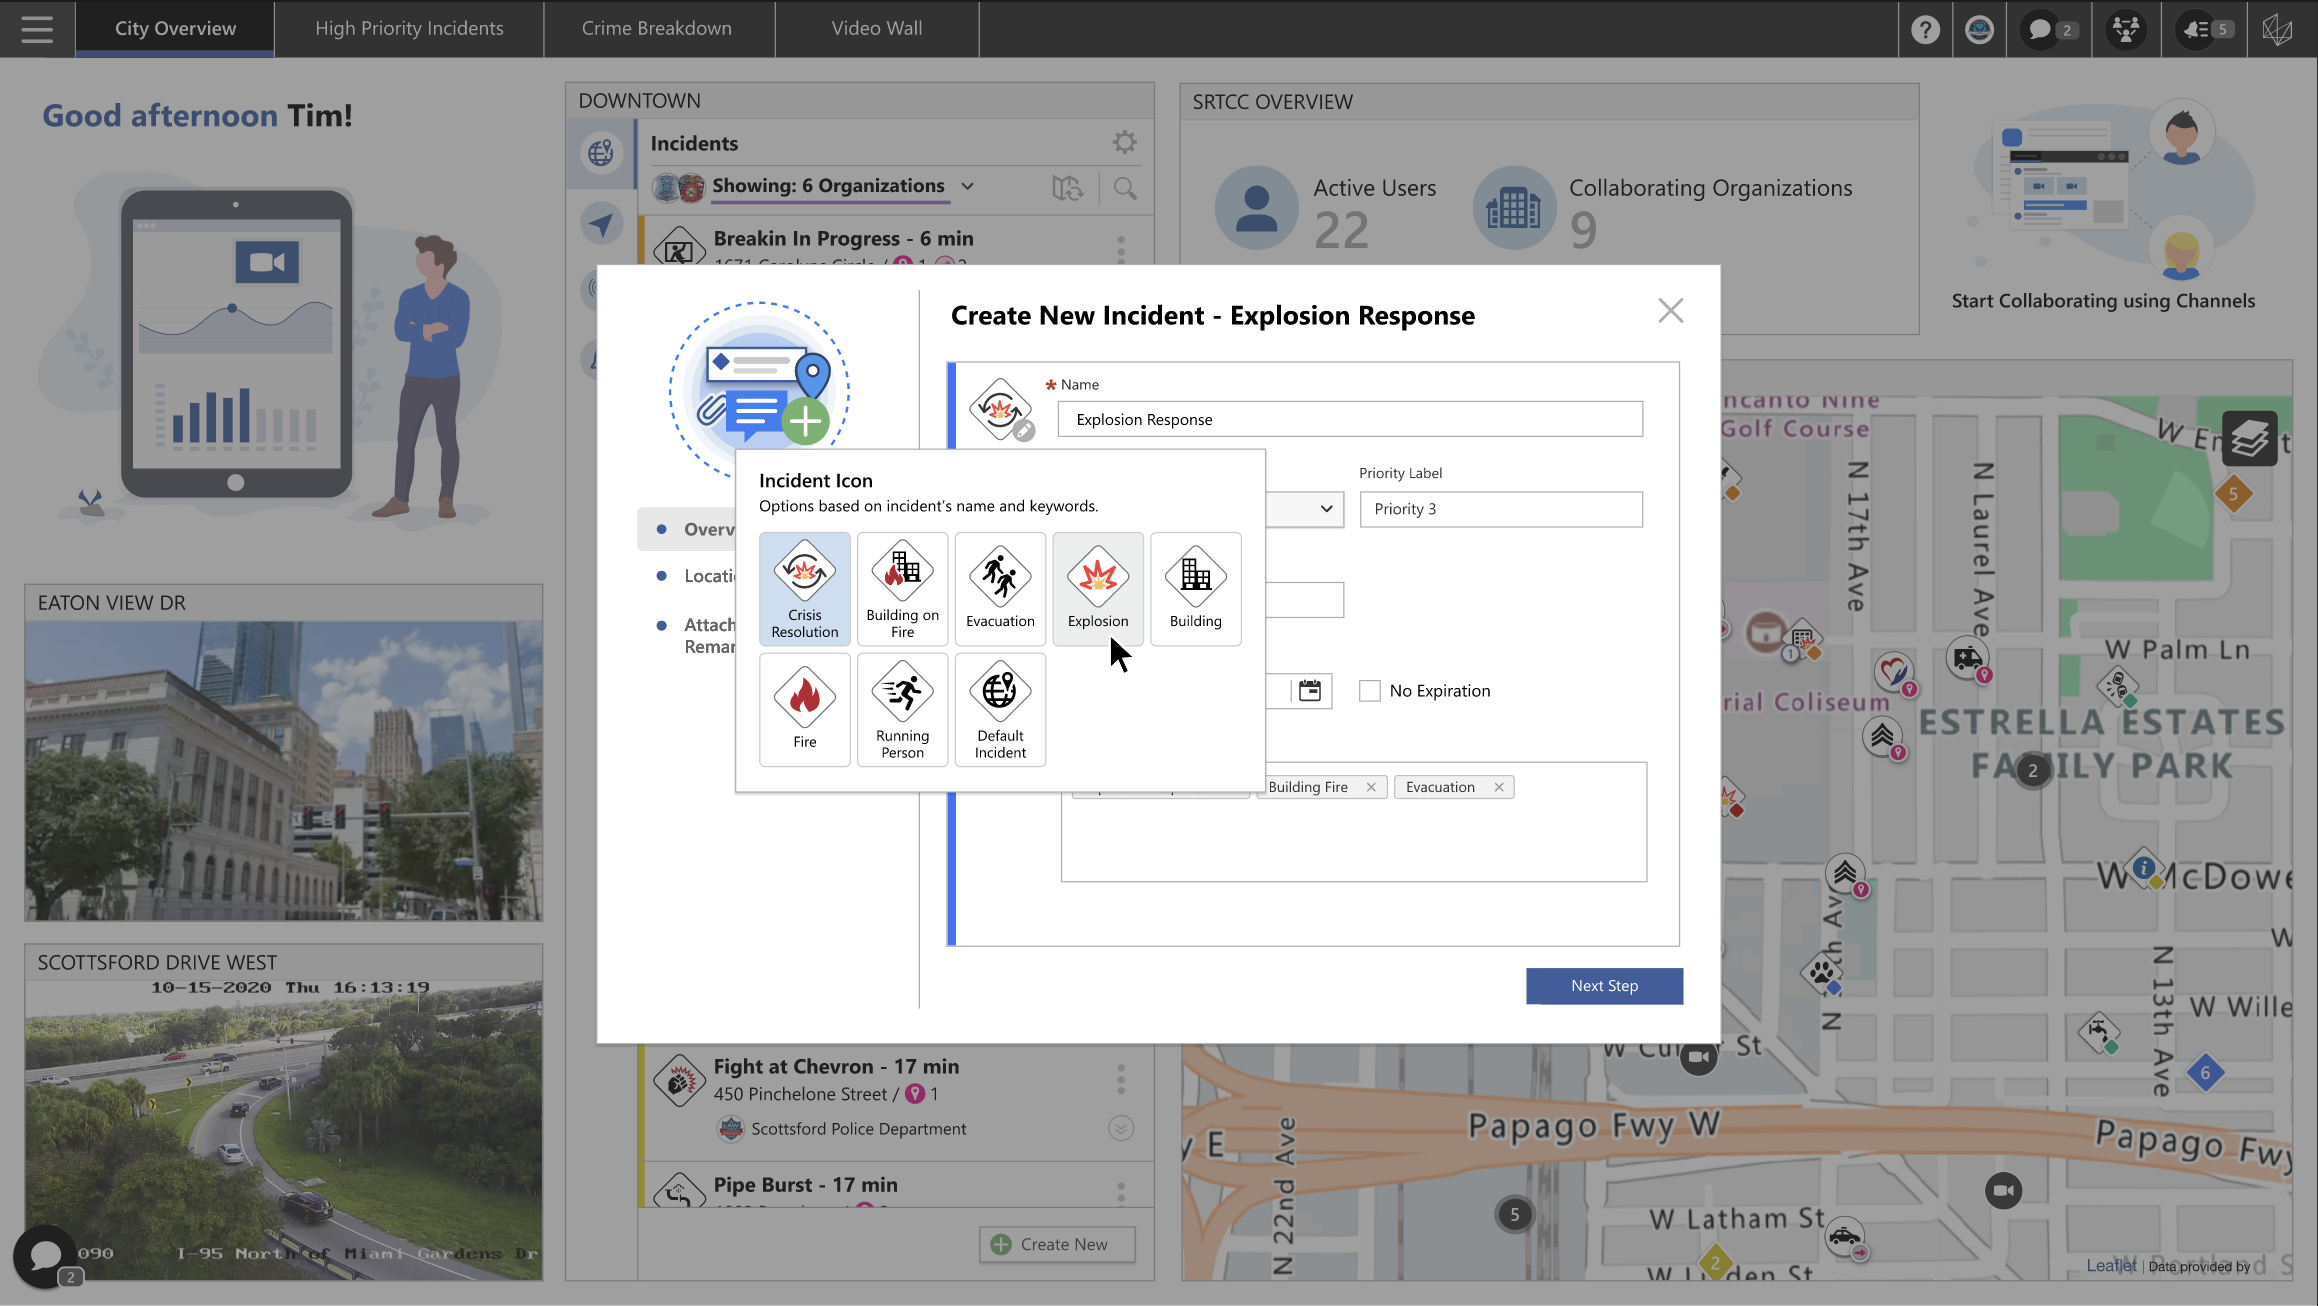 City Overview
High Priority Incidents
Crime Breakdown
Video Wall
?
2
5
Good afternoon Tim!
EATON VIEW DR
SCOTTSFORD DRIVE WEST
10-15-2020 Thu 16:13:19
090 I-95 North of Miami Gardens Dr
2
DOWNTOWN
Incidents
Showing: 6 Organizations
Breakin In Progress - 6 min
SRTCC OVERVIEW
Active Users
22
Collaborating Organizations
9
Start Collaborating using Channels
Create New Incident - Explosion Response
* Name
Explosion Response
Priority Label
Priority 3
No Expiration
Building Fire
Evacuation
Next Step
Incident Icon
Options based on incident's name and keywords.
Crisis
Resolution
Building on
Fire
Evacuation
Explosion
Building
Fire
Running
Person
Default
Incident
Fight at Chevron - 17 min
450 Pinchelone Street / 1
Scottsford Police Department
Pipe Burst - 17 min
Create New
Golf Course
N 17th Ave
N Laurel Ave
5
1
W Palm Ln
rial Coliseum
ESTRELLA ESTATES
FAMILY PARK
2
N 13th Ave
W Wille
6
Papago Fwy W
Papago Fwy
N 22nd Ave
5
W Latham St
2
W Linden St
Leaflet | Data provided by